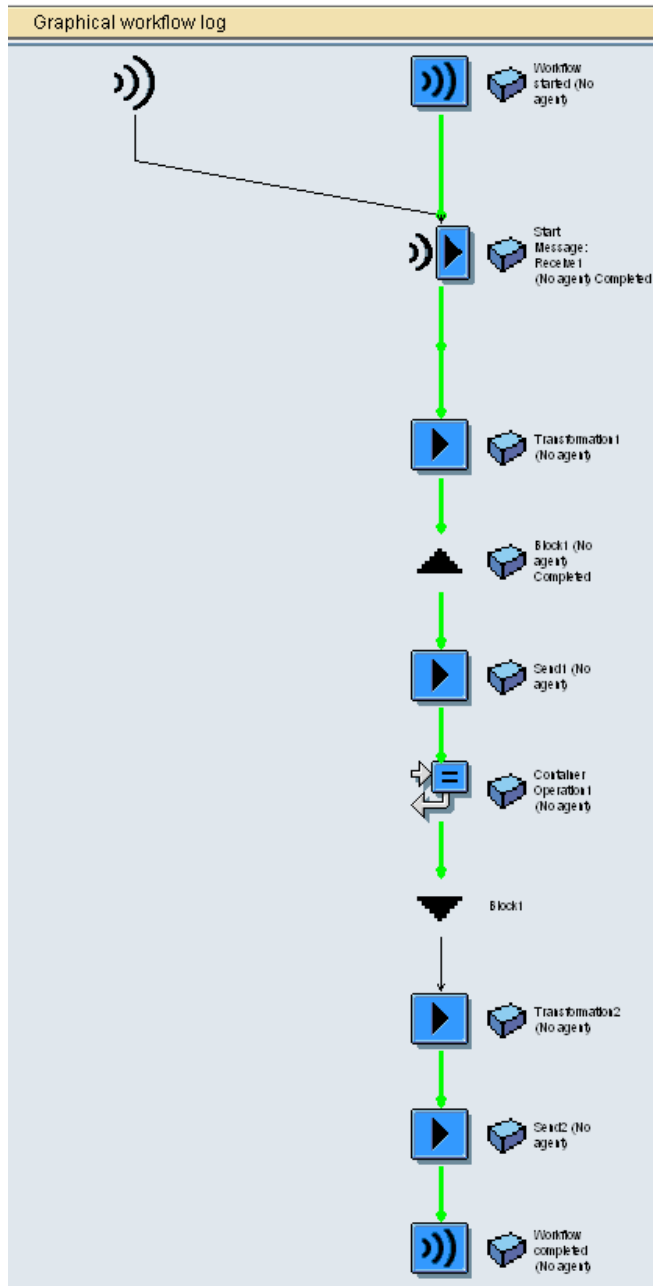 Graphical workflow log
Workflow
started (No
agent)
Start
Message:
Receive1
(No agent) Completed
Transformation1
(No agent)
Block1 (No
agent)
Completed
Send1 (No
agent)
Container
Operation1
(No agent)
Block1
Transformation2
(No agent)
Send2 (No
agent)
Workflow
completed
(No agent)